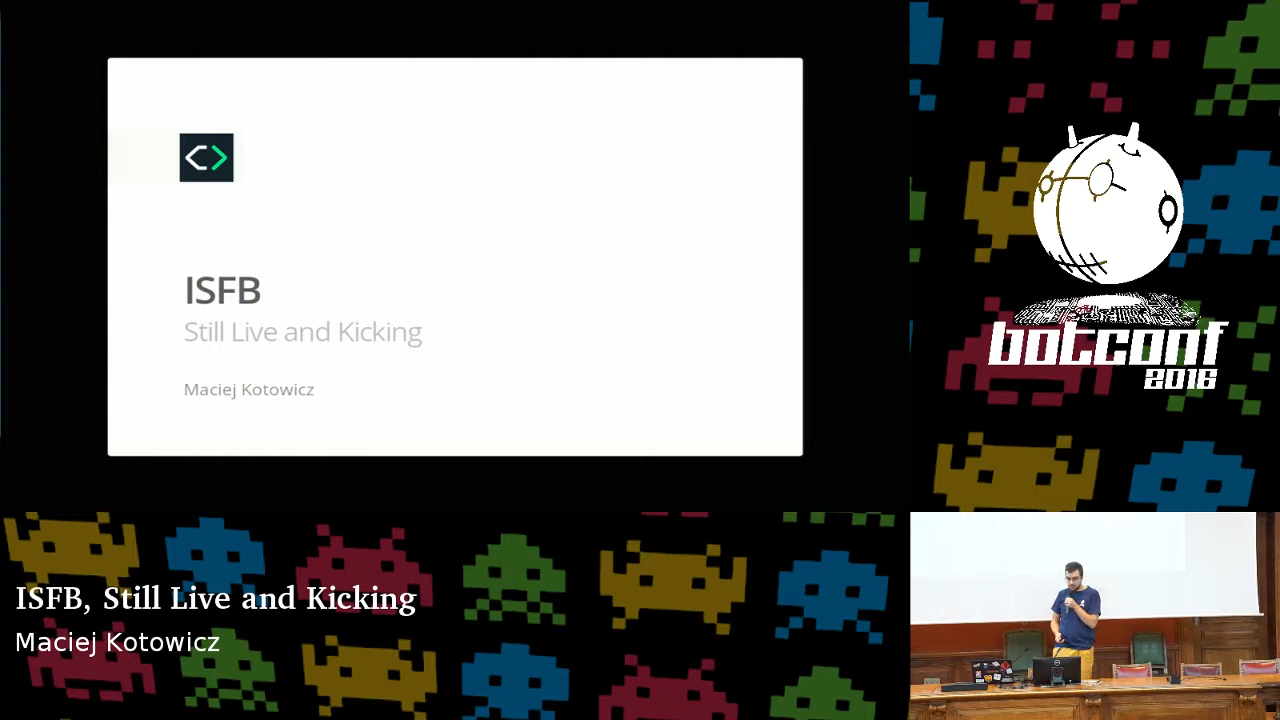 ISFB
Still Live and Kicking
Maciej Kotowicz
botconf
2016
ISFB, Still Live and Kicking
Maciej Kotowicz